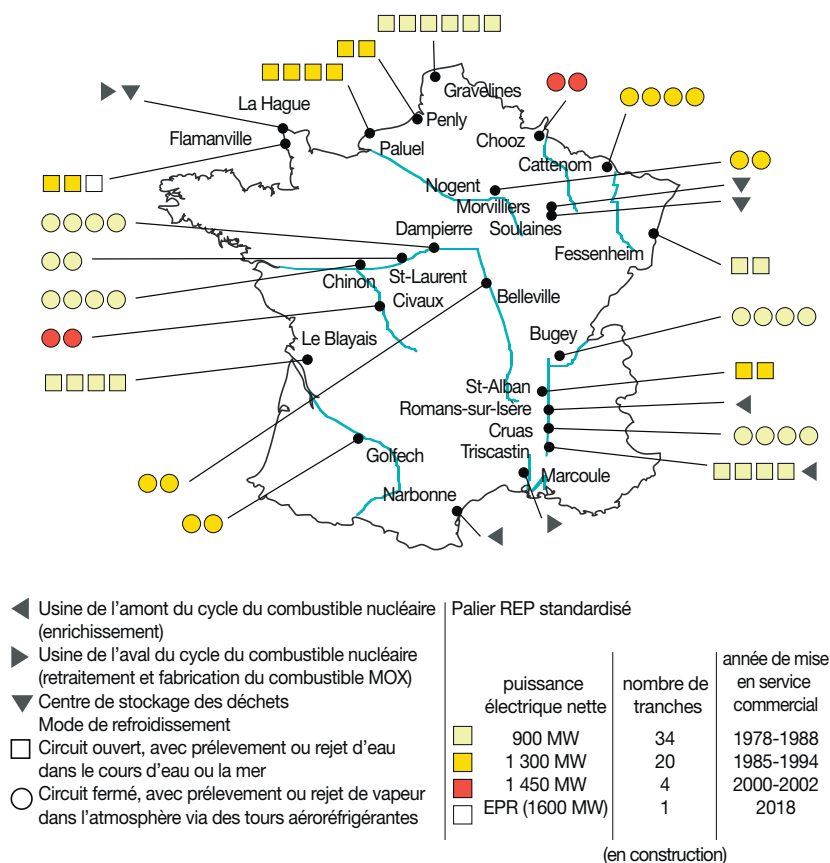 Gravelines
Penly
La Hague
Flamanville
Paluel
Chooz
Cattenom
Nogent
Morvilliers
Soulaines
Dampierre
Fessenheim
St-Laurent
Chinon
Belleville
Civaux
Bugey
Le Blayais
St-Alban
Romans-sur-Isère
Cruas
Triscastin
Golfech
Marcoule
Narbonne
Usine de l'amont du cycle du combustible nucléaire
(enrichissement)
Usine de l'aval du cycle du combustible nucléaire
(retraitement et fabrication du combustible MOX)
Centre de stockage des déchets
Mode de refroidissement
Circuit ouvert, avec prélevement ou rejet d'eau
dans le cours d'eau ou la mer
Circuit fermé, avec prélevement ou rejet de vapeur
dans l'atmosphère via des tours aéroréfrigérantes
Palier REP standardisé
puissance
électrique nette
nombre de
tranches
année de mise
en service
commercial
900 MW 34 1978-1988
1 300 MW 20 1985-1994
1 450 MW 4 2000-2002
EPR (1600 MW) 1 2018
(en construction)